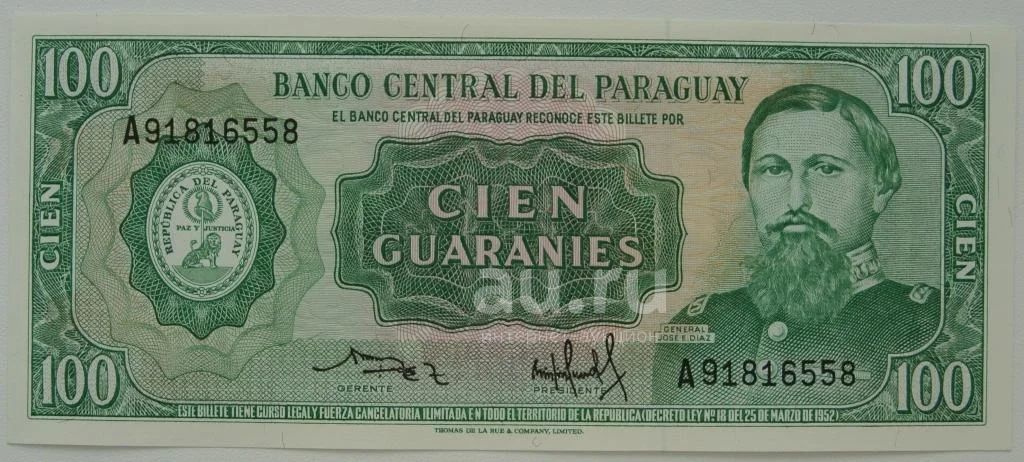 100
100
BANCO CENTRAL DEL PARAGUAY
EL BANCO CENTRAL DEL PARAGUAY RECONOCE ESTE BILLETE POR
A91816558
CIEN
CIEN
REPUBLICA DEL PARAGUAY
PAZ Y JUSTICIA
CIEN
GUARANIES
au.ru
GENERAL
JOSE E. DIAZ
GERENTE
PRESIDENTE
A91816558
100
100
ESTE BILLETE TIENE CURSO LEGAL Y FUERZA CANCELATORIA ILIMITADA EN TODO EL TERRITORIO DE LA REPUBLICA (DECRETO LEY Nº 18 DEL 25 DE MARZO DE 1952)
THOMAS DE LA RUE & COMPANY, LIMITED.